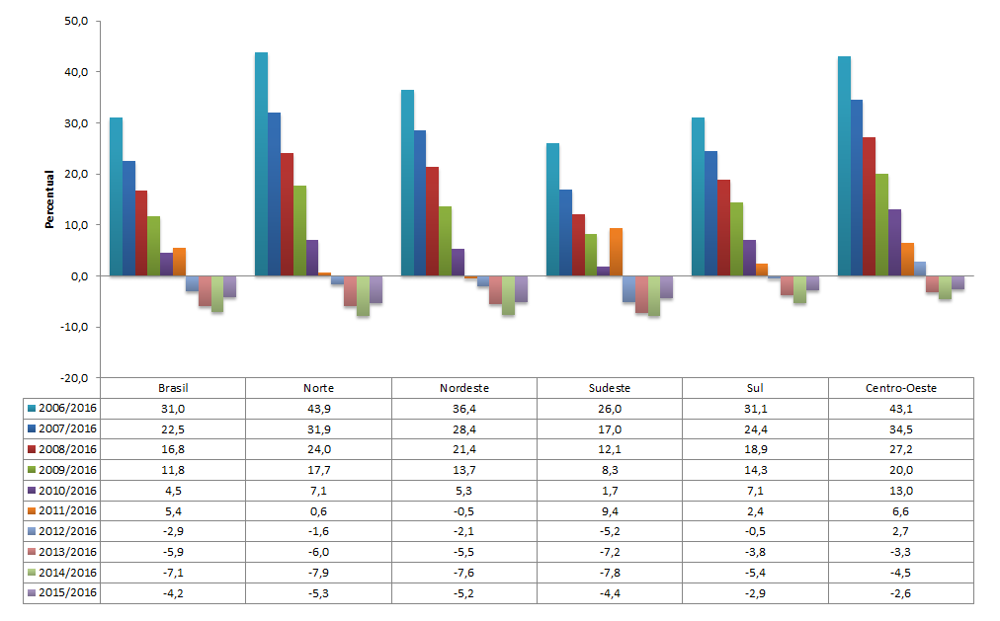 50,0
40,0
30,0
20,0
10,0
0,0
-10,0
-20,0
Percentual
Brasil Norte Nordeste Sudeste Sul Centro-Oeste
2006/2016 31,0 43,9 36,4 26,0 31,1 43,1
2007/2016 22,5 31,9 28,4 17,0 24,4 34,5
2008/2016 16,8 24,0 21,4 12,1 18,9 27,2
2009/2016 11,8 17,7 13,7 8,3 14,3 20,0
2010/2016 4,5 7,1 5,3 1,7 7,1 13,0
2011/2016 5,4 0,6 -0,5 9,4 2,4 6,6
2012/2016 -2,9 -1,6 -2,1 -5,2 -0,5 2,7
2013/2016 -5,9 -6,0 -5,5 -7,2 -3,8 -3,3
2014/2016 -7,1 -7,9 -7,6 -7,8 -5,4 -4,5
2015/2016 -4,2 -5,3 -5,2 -4,4 -2,9 -2,6